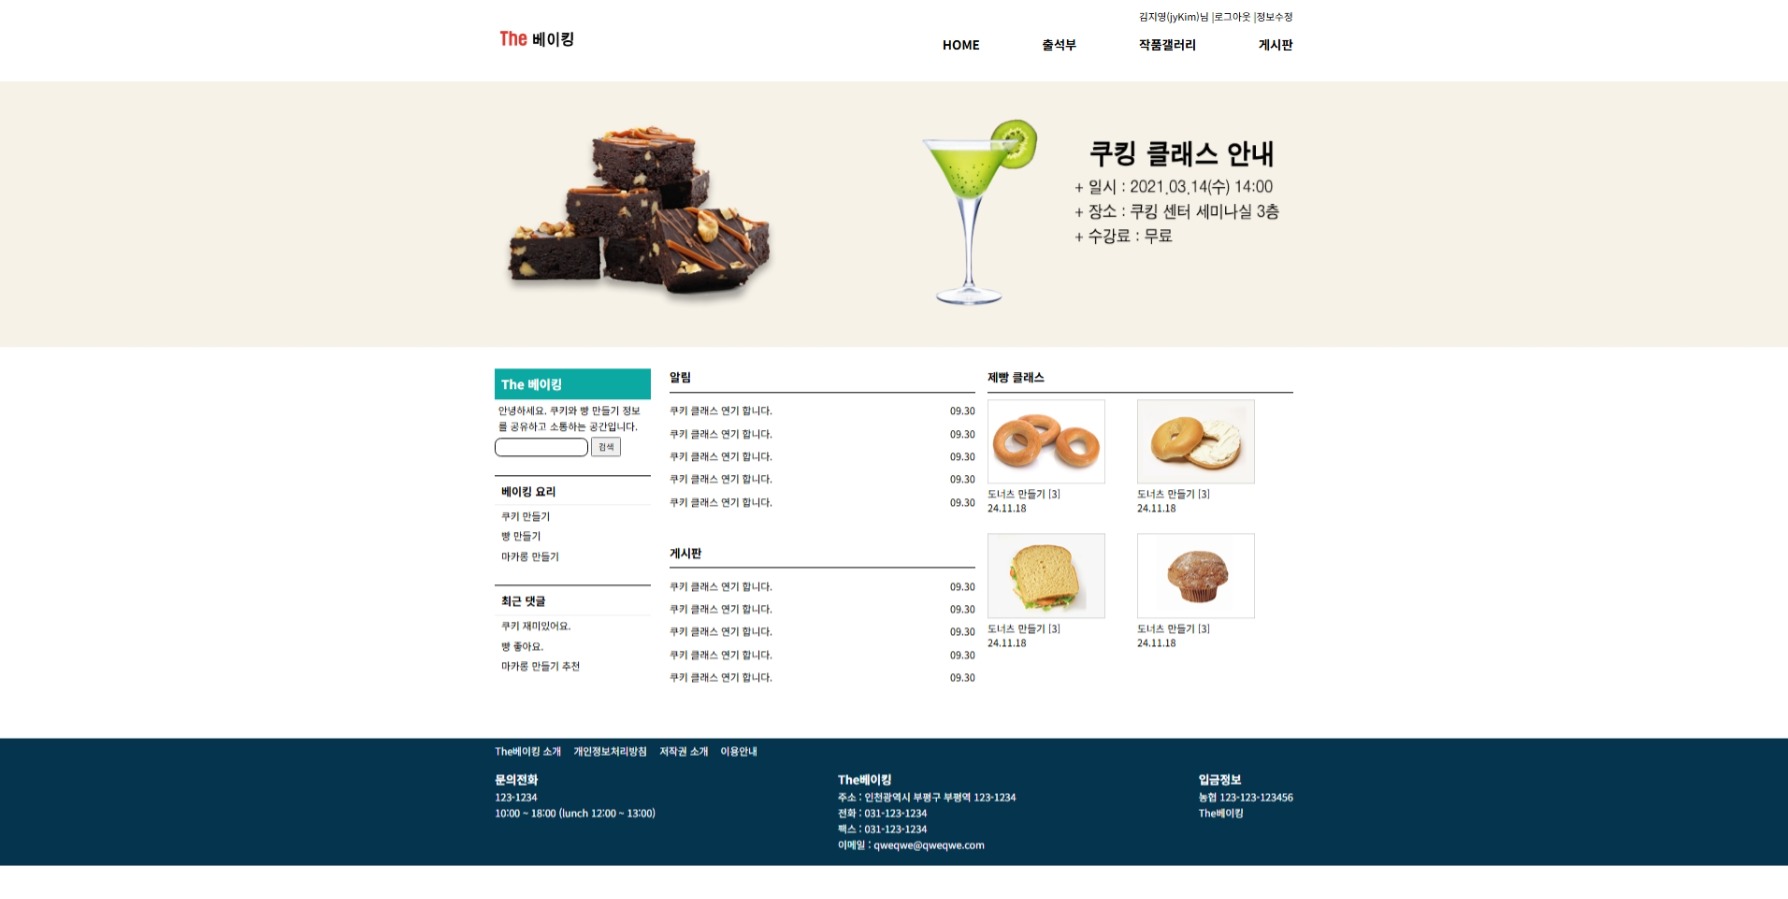 김지영(jyKim)님 |로그아웃 |정보수정
The 베이킹
HOME 출석부 작품갤러리 게시판
쿠킹 클래스 안내
+ 일시 : 2021.03.14(수) 14:00
+ 장소 : 쿠킹 센터 세미나실 3층
+ 수강료 : 무료
The 베이킹
안녕하세요. 쿠키와 빵 만들기 정보
를 공유하고 소통하는 공간입니다.
검색
베이킹 요리
쿠키 만들기
빵 만들기
마카롱 만들기
최근 댓글
쿠키 재미있어요.
빵 좋아요.
마카롱 만들기 추천
알림
쿠키 클래스 연기 합니다. 09.30
쿠키 클래스 연기 합니다. 09.30
쿠키 클래스 연기 합니다. 09.30
쿠키 클래스 연기 합니다. 09.30
쿠키 클래스 연기 합니다. 09.30
게시판
쿠키 클래스 연기 합니다. 09.30
쿠키 클래스 연기 합니다. 09.30
쿠키 클래스 연기 합니다. 09.30
쿠키 클래스 연기 합니다. 09.30
쿠키 클래스 연기 합니다. 09.30
제빵 클래스
도너츠 만들기 [3]
24.11.18
도너츠 만들기 [3]
24.11.18
도너츠 만들기 [3]
24.11.18
도너츠 만들기 [3]
24.11.18
The베이킹 소개 개인정보처리방침 저작권 소개 이용안내
문의전화
123-1234
10:00 ~ 18:00 (lunch 12:00 ~ 13:00)
The베이킹
주소 : 인천광역시 부평구 부평역 123-1234
전화 : 031-123-1234
팩스 : 031-123-1234
이메일 : qweqwe@qweqwe.com
입금정보
농협 123-123-123456
The베이킹